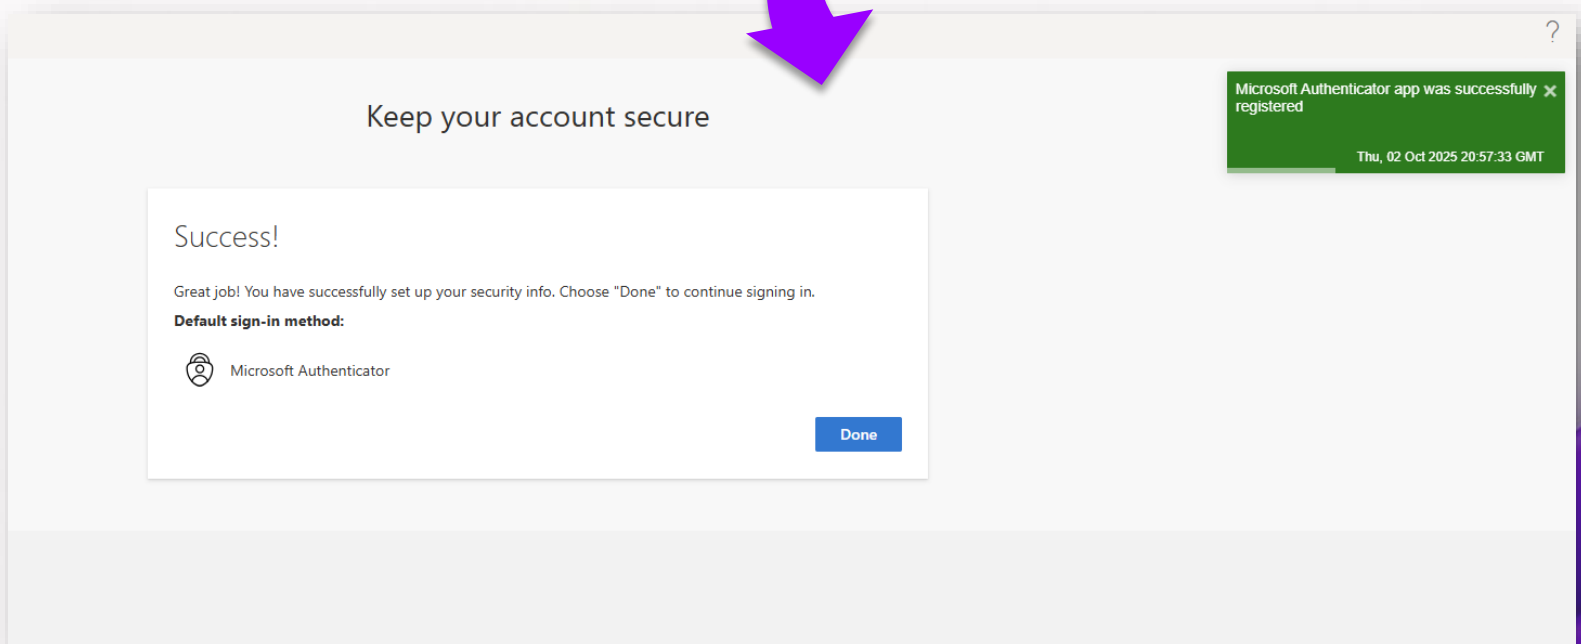 ?
Microsoft Authenticator app was successfully
registered
Thu, 02 Oct 2025 20:57:33 GMT
Keep your account secure
Success!
Great job! You have successfully set up your security info. Choose "Done" to continue signing in.
Default sign-in method:
Microsoft Authenticator
Done